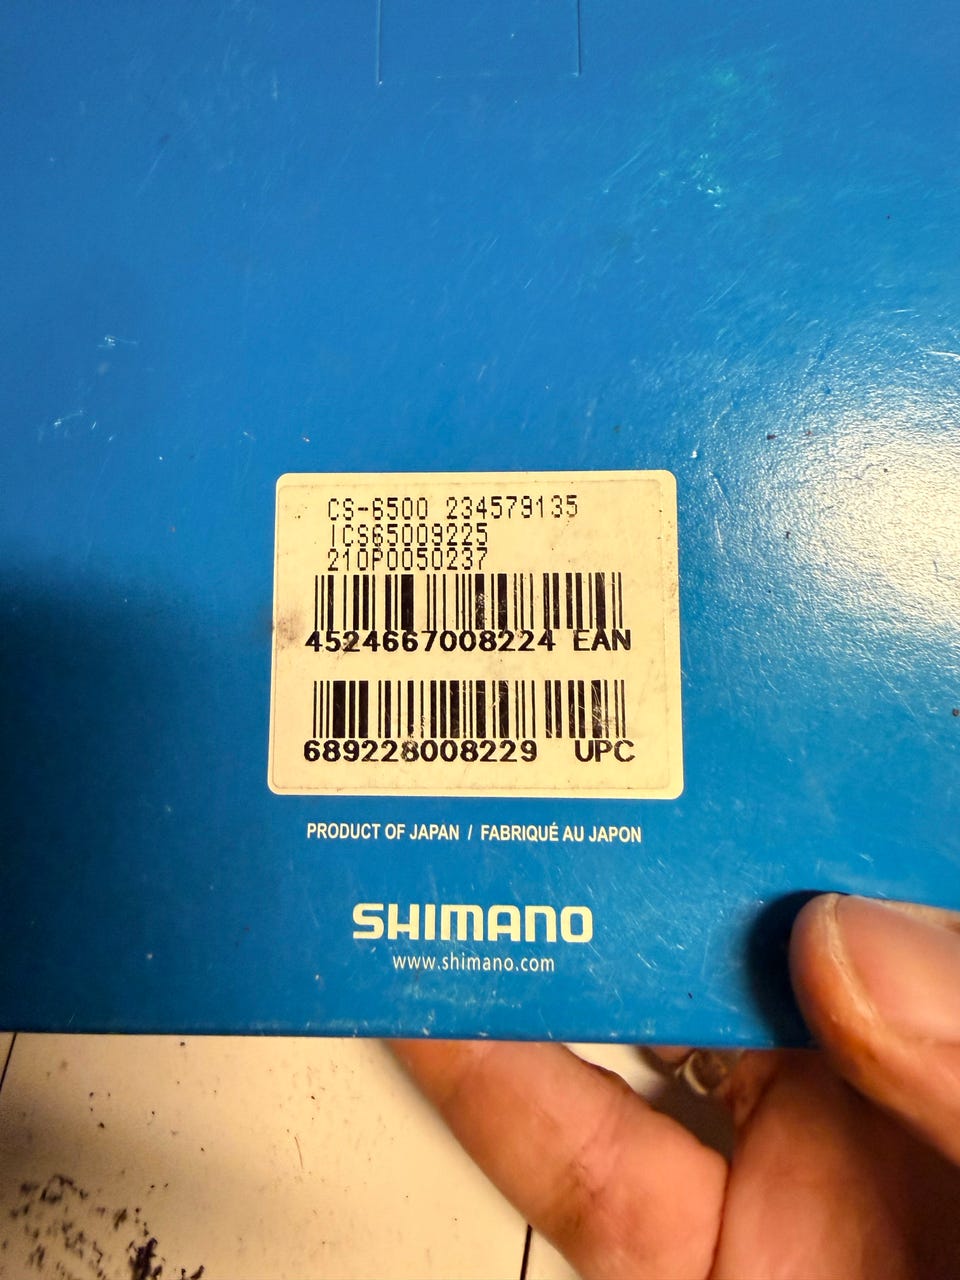 CS-6500 234579135
ICS65009225
210P0050237
4524667008224 EAN
689228008229 UPC
PRODUCT OF JAPAN / FABRIQUÉ AU JAPON
SHIMANO
www.shimano.com